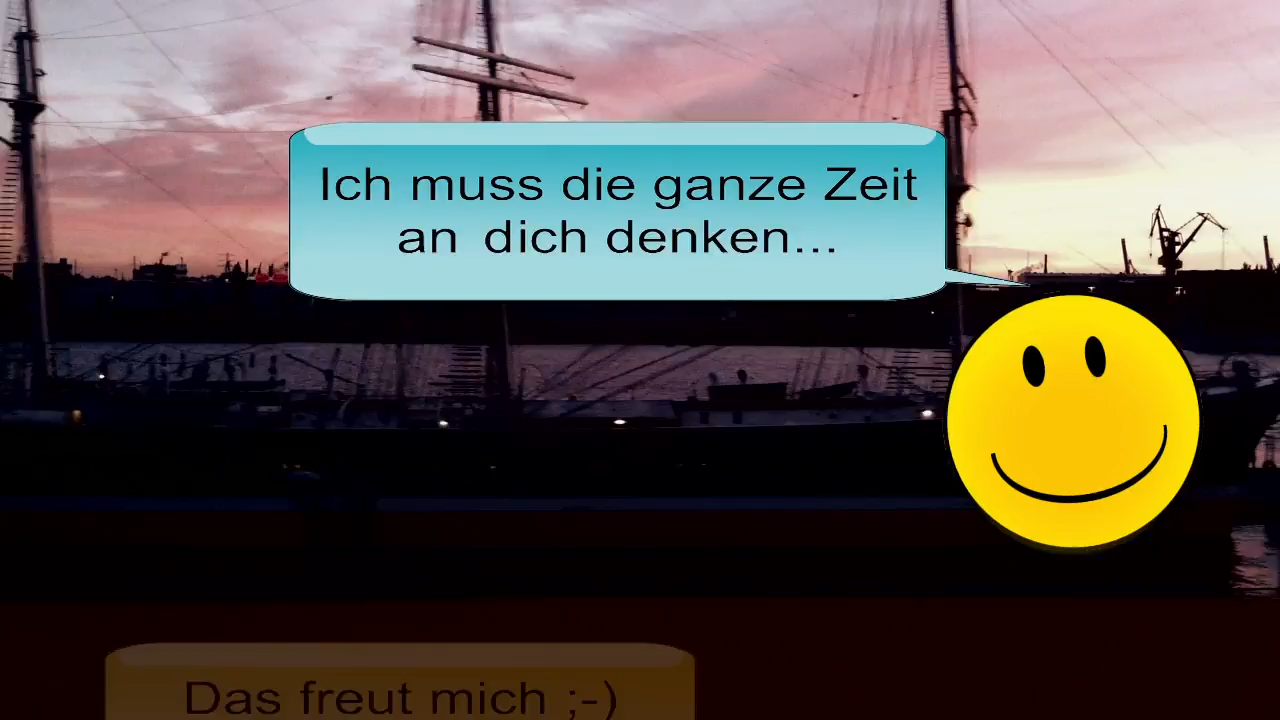 Ich muss die ganze Zeit
an dich denken...
Das freut mich ;-)